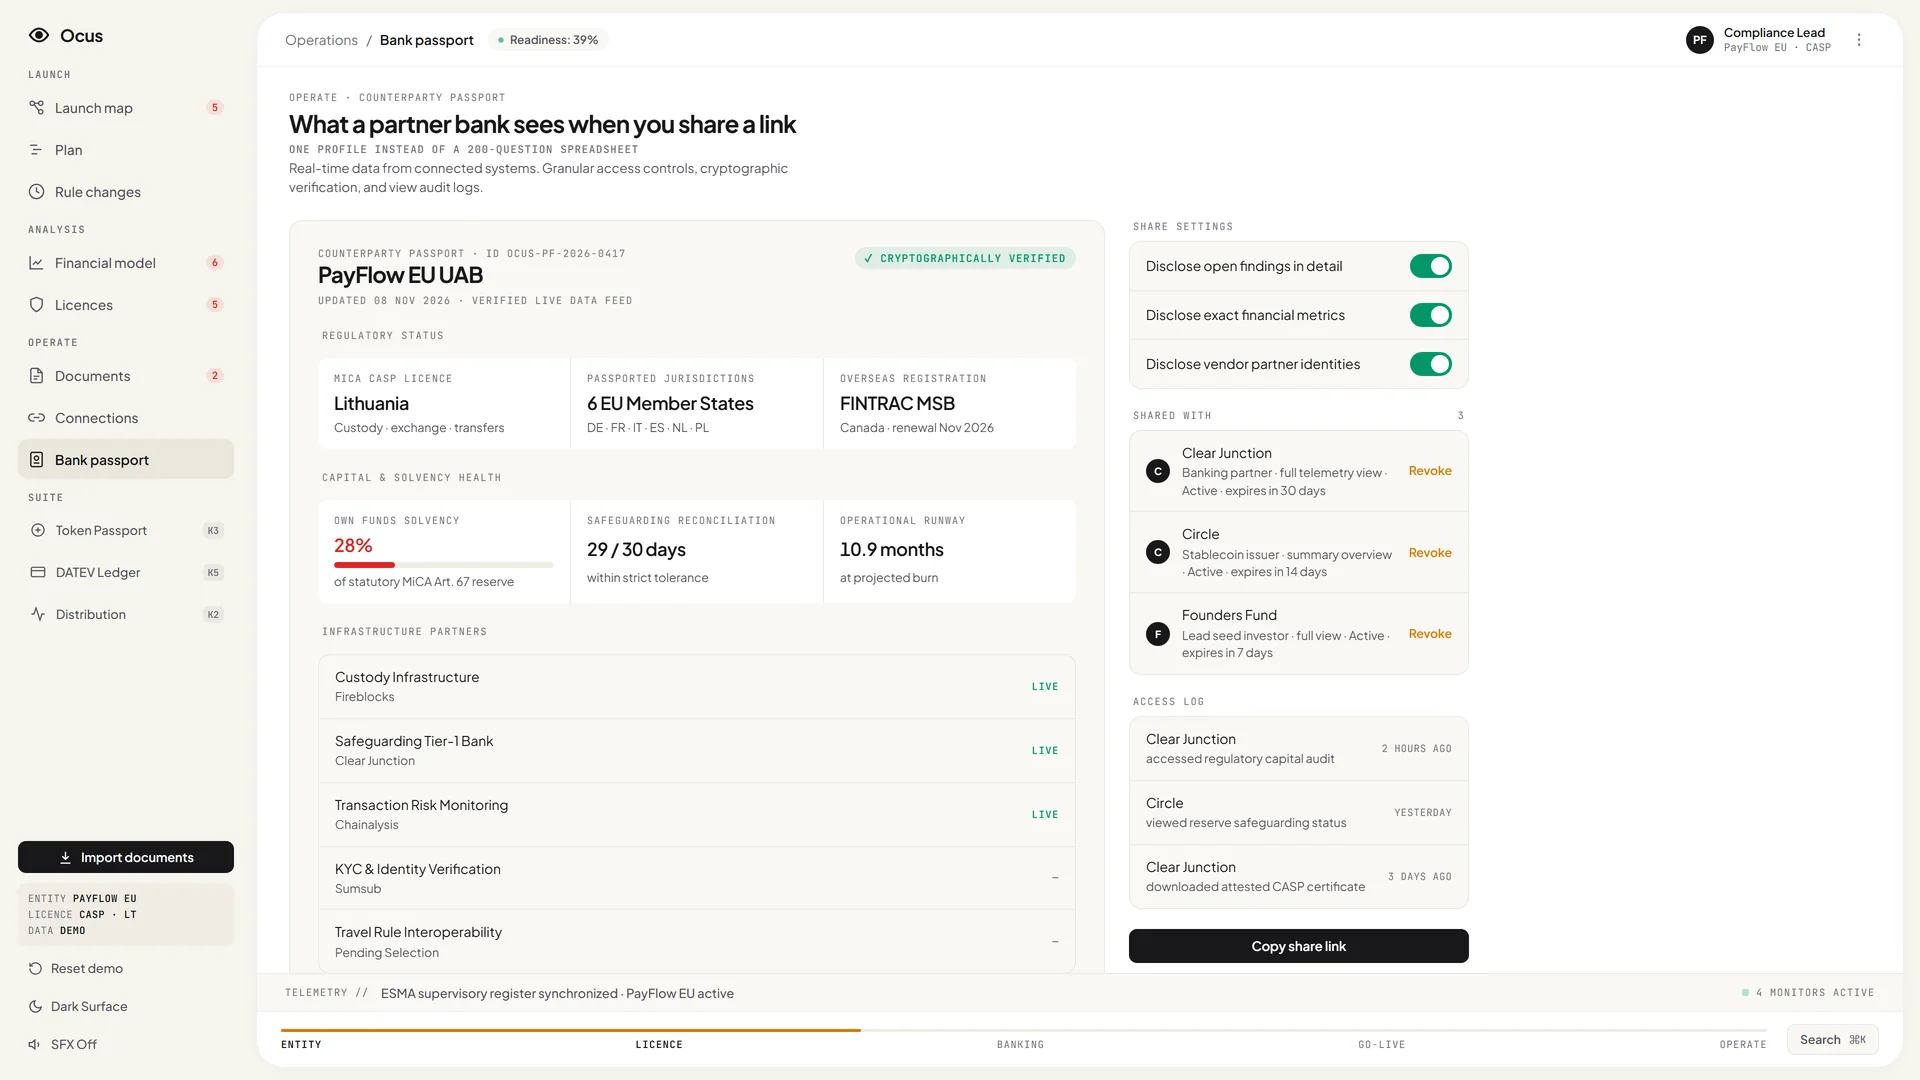 Ocus
LAUNCH
Launch map 5
Plan
Rule changes
ANALYSIS
Financial model 6
Licences 5
OPERATE
Documents 2
Connections
Bank passport
SUITE
Token Passport K3
DATEV Ledger K5
Distribution K2
Import documents
ENTITY PAYFLOW EU
LICENCE CASP · LT
DATA DEMO
Reset demo
Dark Surface
SFX Off
Operations / Bank passport Readiness: 39%
PF Compliance Lead
PayFlow EU · CASP
OPERATE · COUNTERPARTY PASSPORT
What a partner bank sees when you share a link
ONE PROFILE INSTEAD OF A 200-QUESTION SPREADSHEET
Real-time data from connected systems. Granular access controls, cryptographic
verification, and view audit logs.
COUNTERPARTY PASSPORT · ID OCUS-PF-2026-0417
PayFlow EU UAB
UPDATED 08 NOV 2026 · VERIFIED LIVE DATA FEED
✓ CRYPTOGRAPHICALLY VERIFIED
REGULATORY STATUS
MICA CASP LICENCE
Lithuania
Custody · exchange · transfers
PASSPORTED JURISDICTIONS
6 EU Member States
DE · FR · IT · ES · NL · PL
OVERSEAS REGISTRATION
FINTRAC MSB
Canada · renewal Nov 2026
CAPITAL & SOLVENCY HEALTH
OWN FUNDS SOLVENCY
28%
of statutory MiCA Art. 67 reserve
SAFEGUARDING RECONCILIATION
29 / 30 days
within strict tolerance
OPERATIONAL RUNWAY
10.9 months
at projected burn
INFRASTRUCTURE PARTNERS
Custody Infrastructure
Fireblocks
LIVE
Safeguarding Tier-1 Bank
Clear Junction
LIVE
Transaction Risk Monitoring
Chainalysis
LIVE
KYC & Identity Verification
Sumsub
–
Travel Rule Interoperability
Pending Selection
–
SHARE SETTINGS
Disclose open findings in detail
Disclose exact financial metrics
Disclose vendor partner identities
SHARED WITH 3
C Clear Junction
Banking partner · full telemetry view ·
Active · expires in 30 days
Revoke
C Circle
Stablecoin issuer · summary overview
· Active · expires in 14 days
Revoke
F Founders Fund
Lead seed investor · full view · Active ·
expires in 7 days
Revoke
ACCESS LOG
Clear Junction
accessed regulatory capital audit
2 HOURS AGO
Circle
viewed reserve safeguarding status
YESTERDAY
Clear Junction
downloaded attested CASP certificate
3 DAYS AGO
Copy share link
TELEMETRY // ESMA supervisory register synchronized · PayFlow EU active
4 MONITORS ACTIVE
ENTITY LICENCE BANKING GO-LIVE OPERATE
Search ⌘K